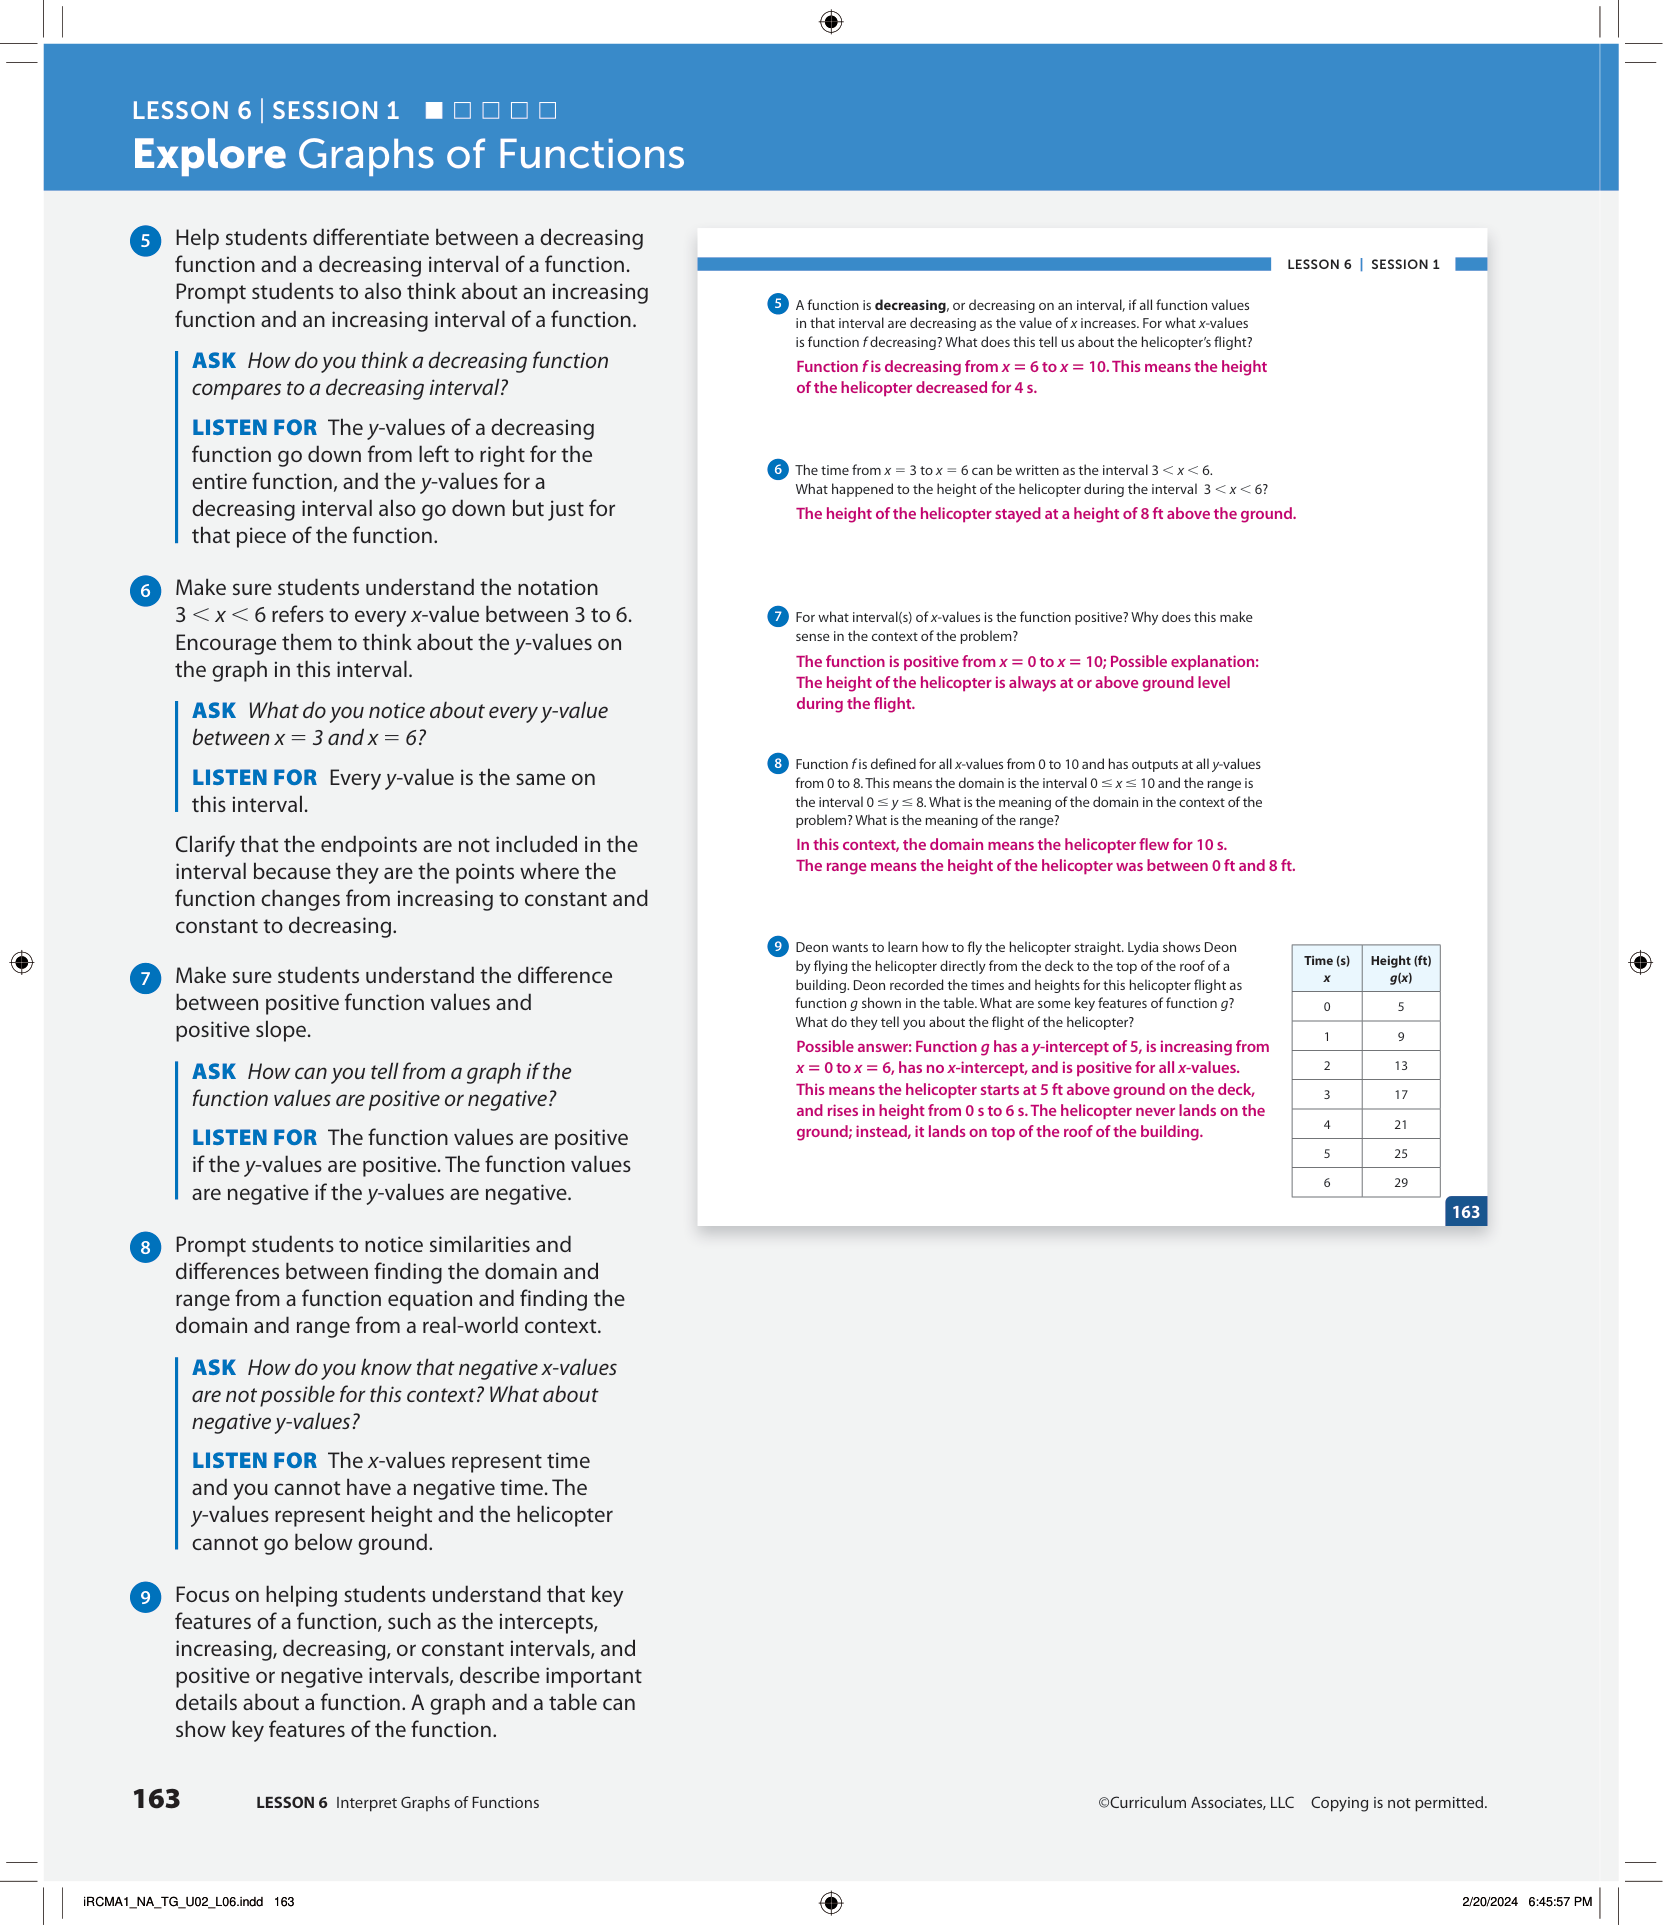 LESSON 6 | SESSION 1
Explore Graphs of Functions
5 Help students differentiate between a decreasing
function and a decreasing interval of a function.
Prompt students to also think about an increasing
function and an increasing interval of a function.
ASK How do you think a decreasing function
compares to a decreasing interval?
LISTEN FOR The y-values of a decreasing
function go down from left to right for the
entire function, and the y-values for a
decreasing interval also go down but just for
that piece of the function.
6 Make sure students understand the notation
3 < x < 6 refers to every x-value between 3 to 6.
Encourage them to think about the y-values on
the graph in this interval.
ASK What do you notice about every y-value
between x = 3 and x = 6?
LISTEN FOR Every y-value is the same on
this interval.
Clarify that the endpoints are not included in the
interval because they are the points where the
function changes from increasing to constant and
constant to decreasing.
7 Make sure students understand the difference
between positive function values and
positive slope.
ASK How can you tell from a graph if the
function values are positive or negative?
LISTEN FOR The function values are positive
if the y-values are positive. The function values
are negative if the y-values are negative.
8 Prompt students to notice similarities and
differences between finding the domain and
range from a function equation and finding the
domain and range from a real-world context.
ASK How do you know that negative x-values
are not possible for this context? What about
negative y-values?
LISTEN FOR The x-values represent time
and you cannot have a negative time. The
y-values represent height and the helicopter
cannot go below ground.
9 Focus on helping students understand that key
features of a function, such as the intercepts,
increasing, decreasing, or constant intervals, and
positive or negative intervals, describe important
details about a function. A graph and a table can
show key features of the function.
LESSON 6 | SESSION 1
5 A function is decreasing, or decreasing on an interval, if all function values
in that interval are decreasing as the value of x increases. For what x-values
is function f decreasing? What does this tell us about the helicopter's flight?
Function f is decreasing from x = 6 to x = 10. This means the height
of the helicopter decreased for 4 s.
6 The time from x = 3 to x = 6 can be written as the interval 3 < x < 6.
What happened to the height of the helicopter during the interval 3 < x < 6?
The height of the helicopter stayed at a height of 8 ft above the ground.
7 For what interval(s) of x-values is the function positive? Why does this make
sense in the context of the problem?
The function is positive from x = 0 to x = 10; Possible explanation:
The height of the helicopter is always at or above ground level
during the flight.
8 Function f is defined for all x-values from 0 to 10 and has outputs at all y-values
from 0 to 8. This means the domain is the interval 0 ≤ x ≤ 10 and the range is
the interval 0 ≤ y ≤ 8. What is the meaning of the domain in the context of the
problem? What is the meaning of the range?
In this context, the domain means the helicopter flew for 10 s.
The range means the height of the helicopter was between 0 ft and 8 ft.
9 Deon wants to learn how to fly the helicopter straight. Lydia shows Deon
by flying the helicopter directly from the deck to the top of the roof of a
building. Deon recorded the times and heights for this helicopter flight as
function g shown in the table. What are some key features of function g?
What do they tell you about the flight of the helicopter?
Possible answer: Function g has a y-intercept of 5, is increasing from
x = 0 to x = 6, has no x-intercept, and is positive for all x-values.
This means the helicopter starts at 5 ft above ground on the deck,
and rises in height from 0 s to 6 s. The helicopter never lands on the
ground; instead, it lands on top of the roof of the building.
Time (s) Height (ft)
x g(x)
0 5
1 9
2 13
3 17
4 21
5 25
6 29
163
163 LESSON 6 Interpret Graphs of Functions ©Curriculum Associates, LLC Copying is not permitted.
iRCMA1_NA_TG_U02_L06.indd 163 2/20/2024 6:45:57 PM